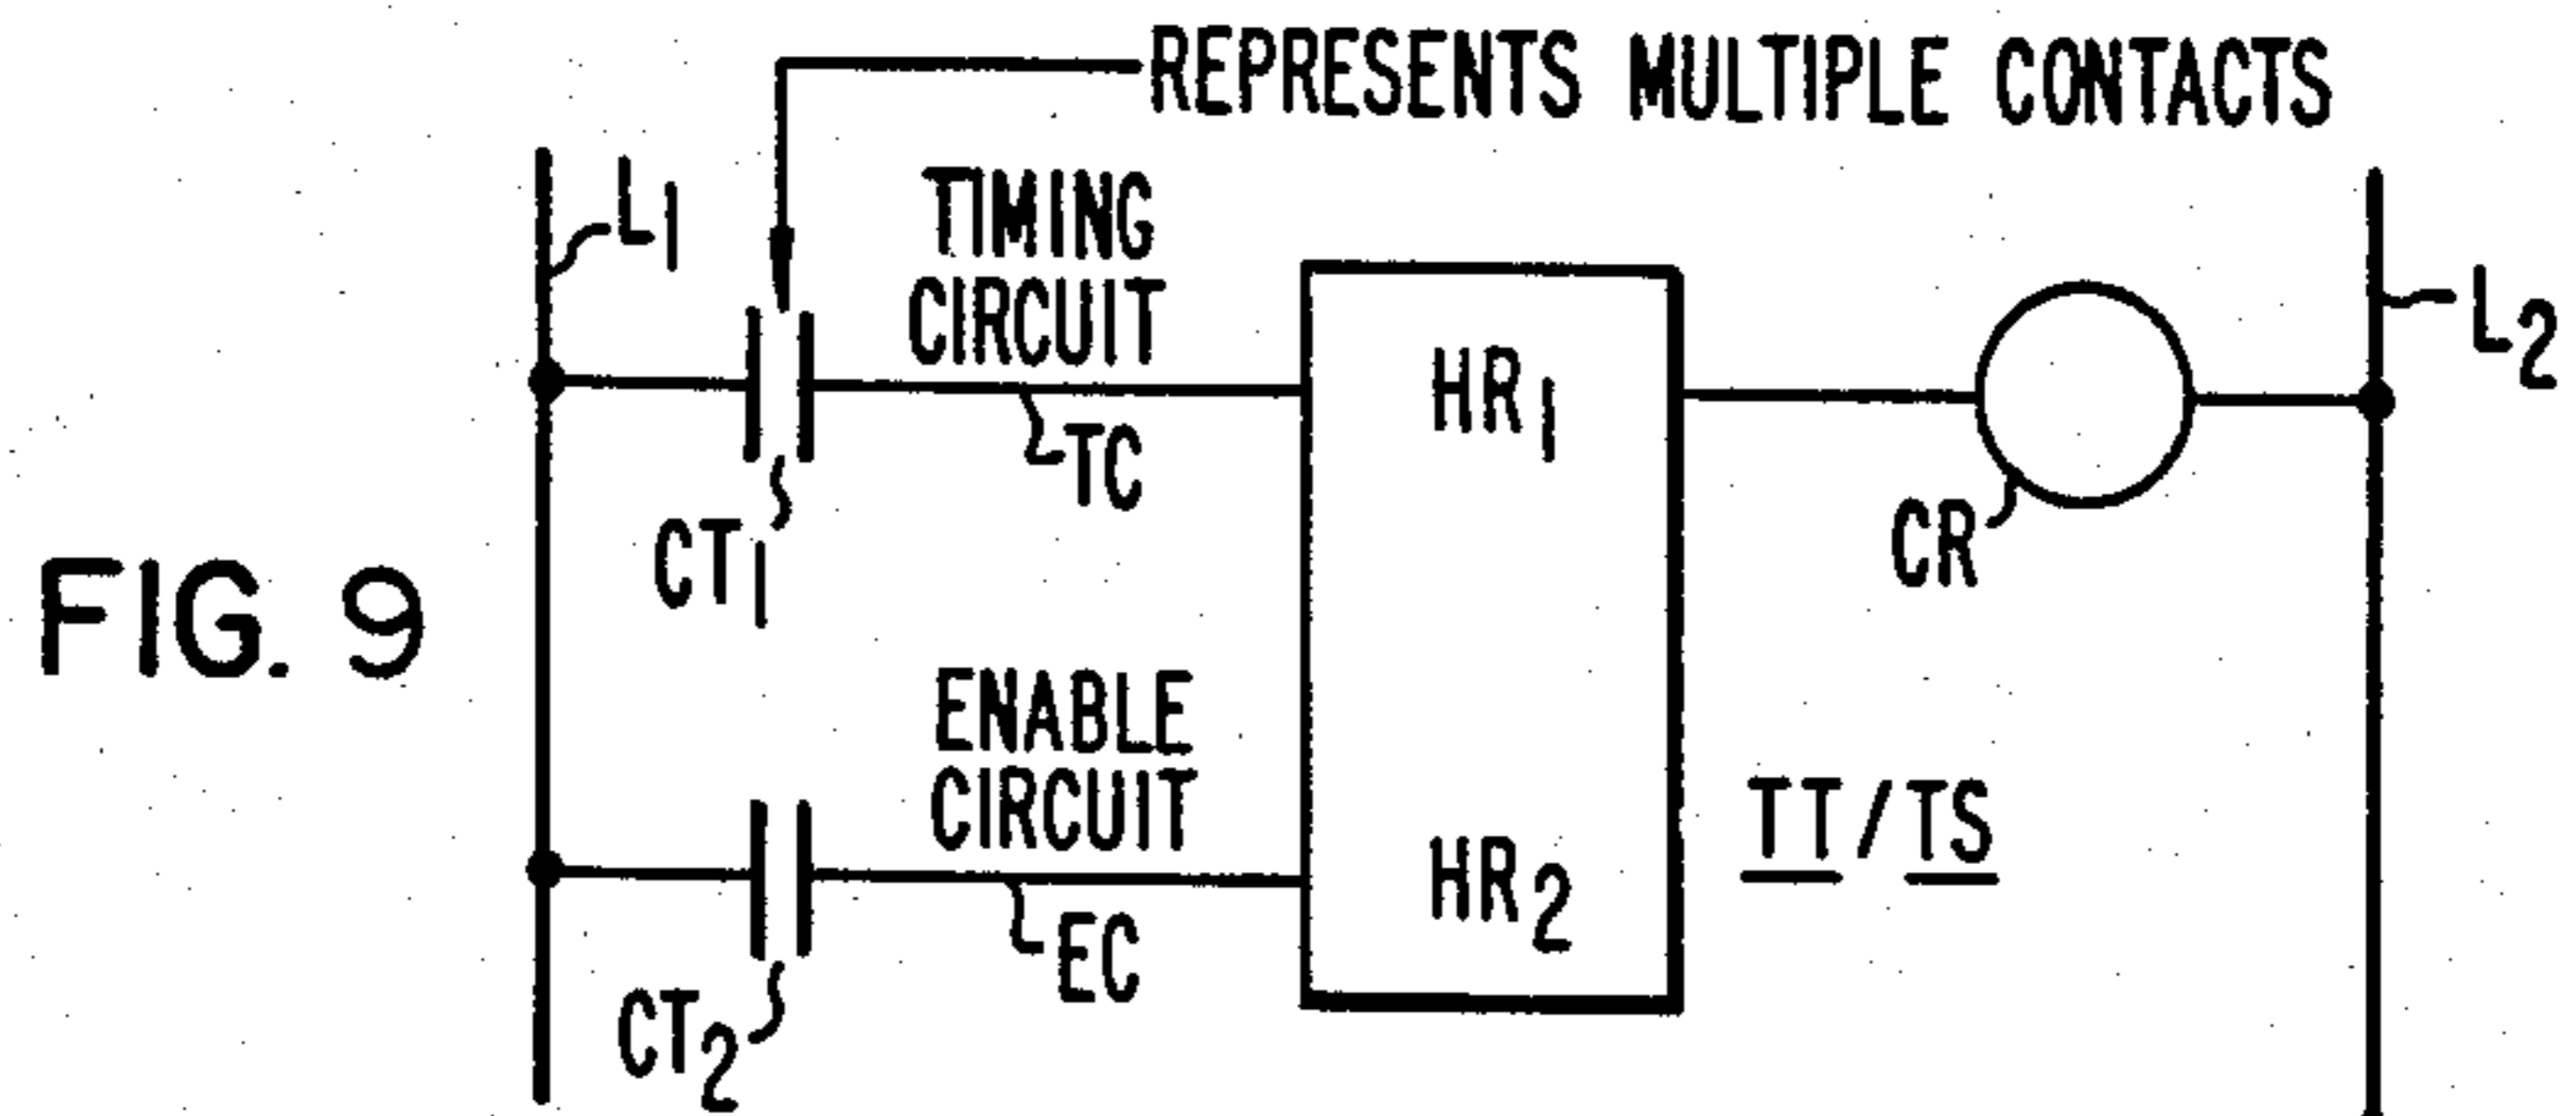 REPRESENTS MULTIPLE CONTACTS
L1
TIMING
CIRCUIT
L2
HR1
TC
CT1
CR
FIG. 9
ENABLE
CIRCUIT
TT/TS
HR2
EC
CT2